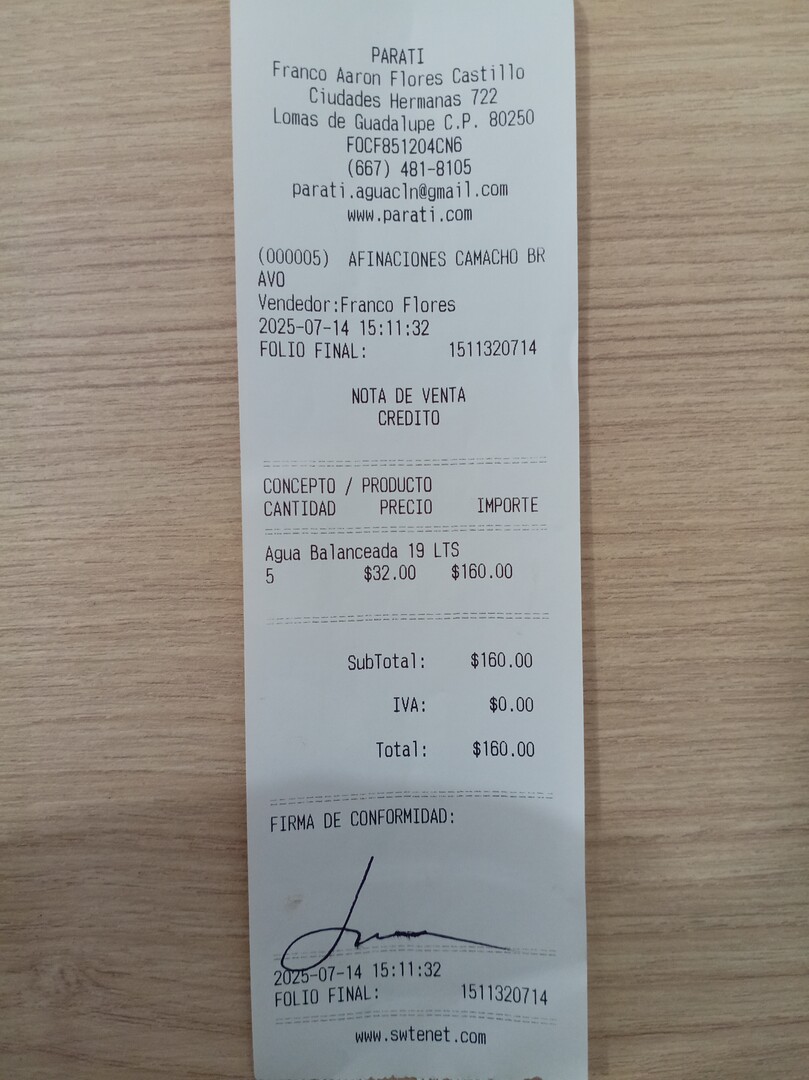 PARATI
Franco Aaron Flores Castillo
Ciudades Hermanas 722
Lomas de Guadalupe C.P. 80250
FOCF851204CN6
(667) 481-8105
parati.aguacln@gmail.com
www.parati.com
(000005) AFINACIONES CAMACHO BR
AVO
Vendedor:Franco Flores
2025-07-14 15:11:32
FOLIO FINAL: 1511320714
NOTA DE VENTA
CREDITO
CONCEPTO / PRODUCTO
CANTIDAD PRECIO IMPORTE
Agua Balanceada 19 LTS
5 $32.00 $160.00
SubTotal: $160.00
IVA: $0.00
Total: $160.00
FIRMA DE CONFORMIDAD:
2025-07-14 15:11:32
FOLIO FINAL: 1511320714
www.swtenet.com